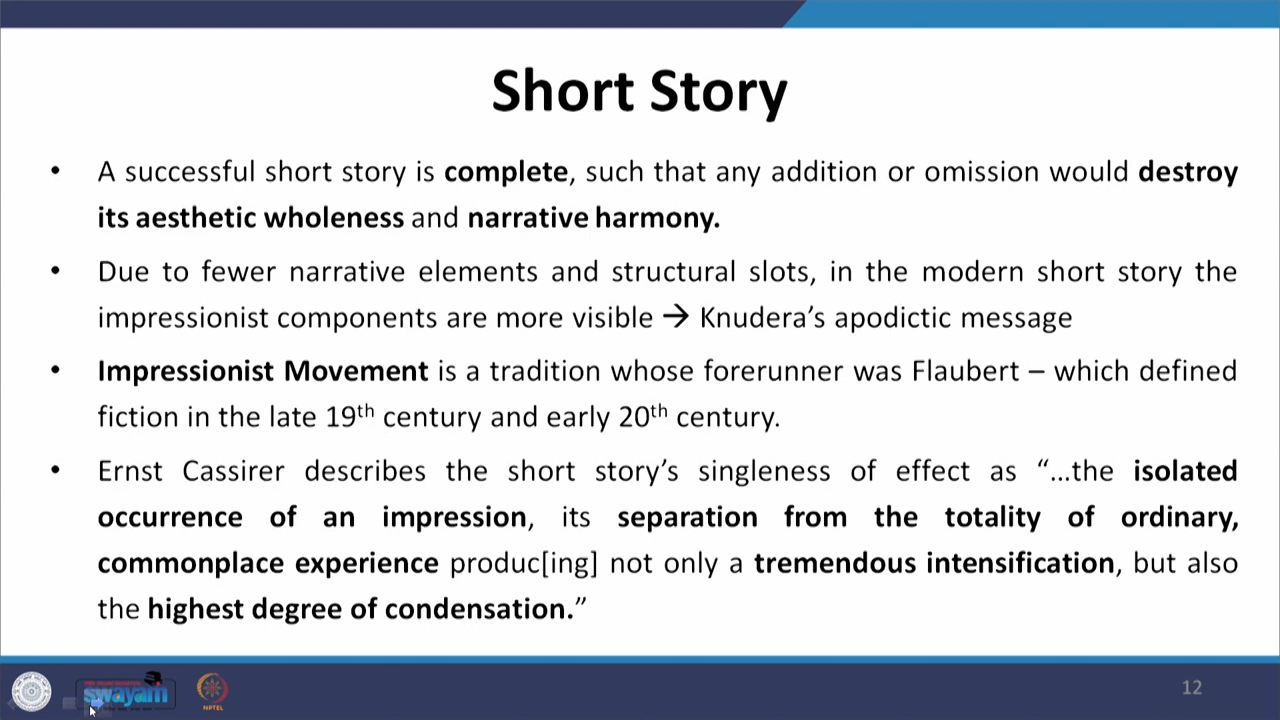 Short Story
• A successful short story is complete, such that any addition or omission would destroy
its aesthetic wholeness and narrative harmony.
• Due to fewer narrative elements and structural slots, in the modern short story the
impressionist components are more visible → Knudera’s apodictic message
• Impressionist Movement is a tradition whose forerunner was Flaubert – which defined
fiction in the late 19th century and early 20th century.
• Ernst Cassirer describes the short story’s singleness of effect as “…the isolated
occurrence of an impression, its separation from the totality of ordinary,
commonplace experience produc[ing] not only a tremendous intensification, but also
the highest degree of condensation.”
swayam
NPTEL
12